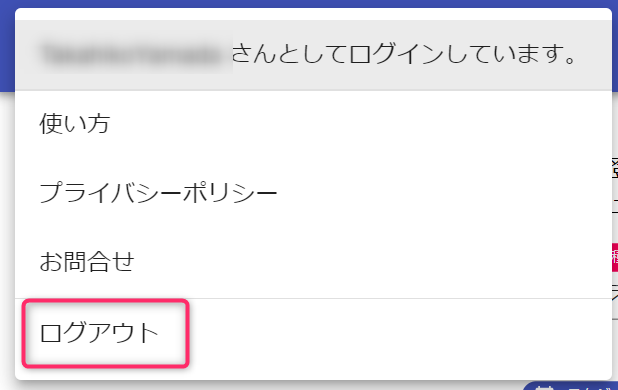 さんとしてログインしています。
使い方
プライバシーポリシー
お問合せ
ログアウト